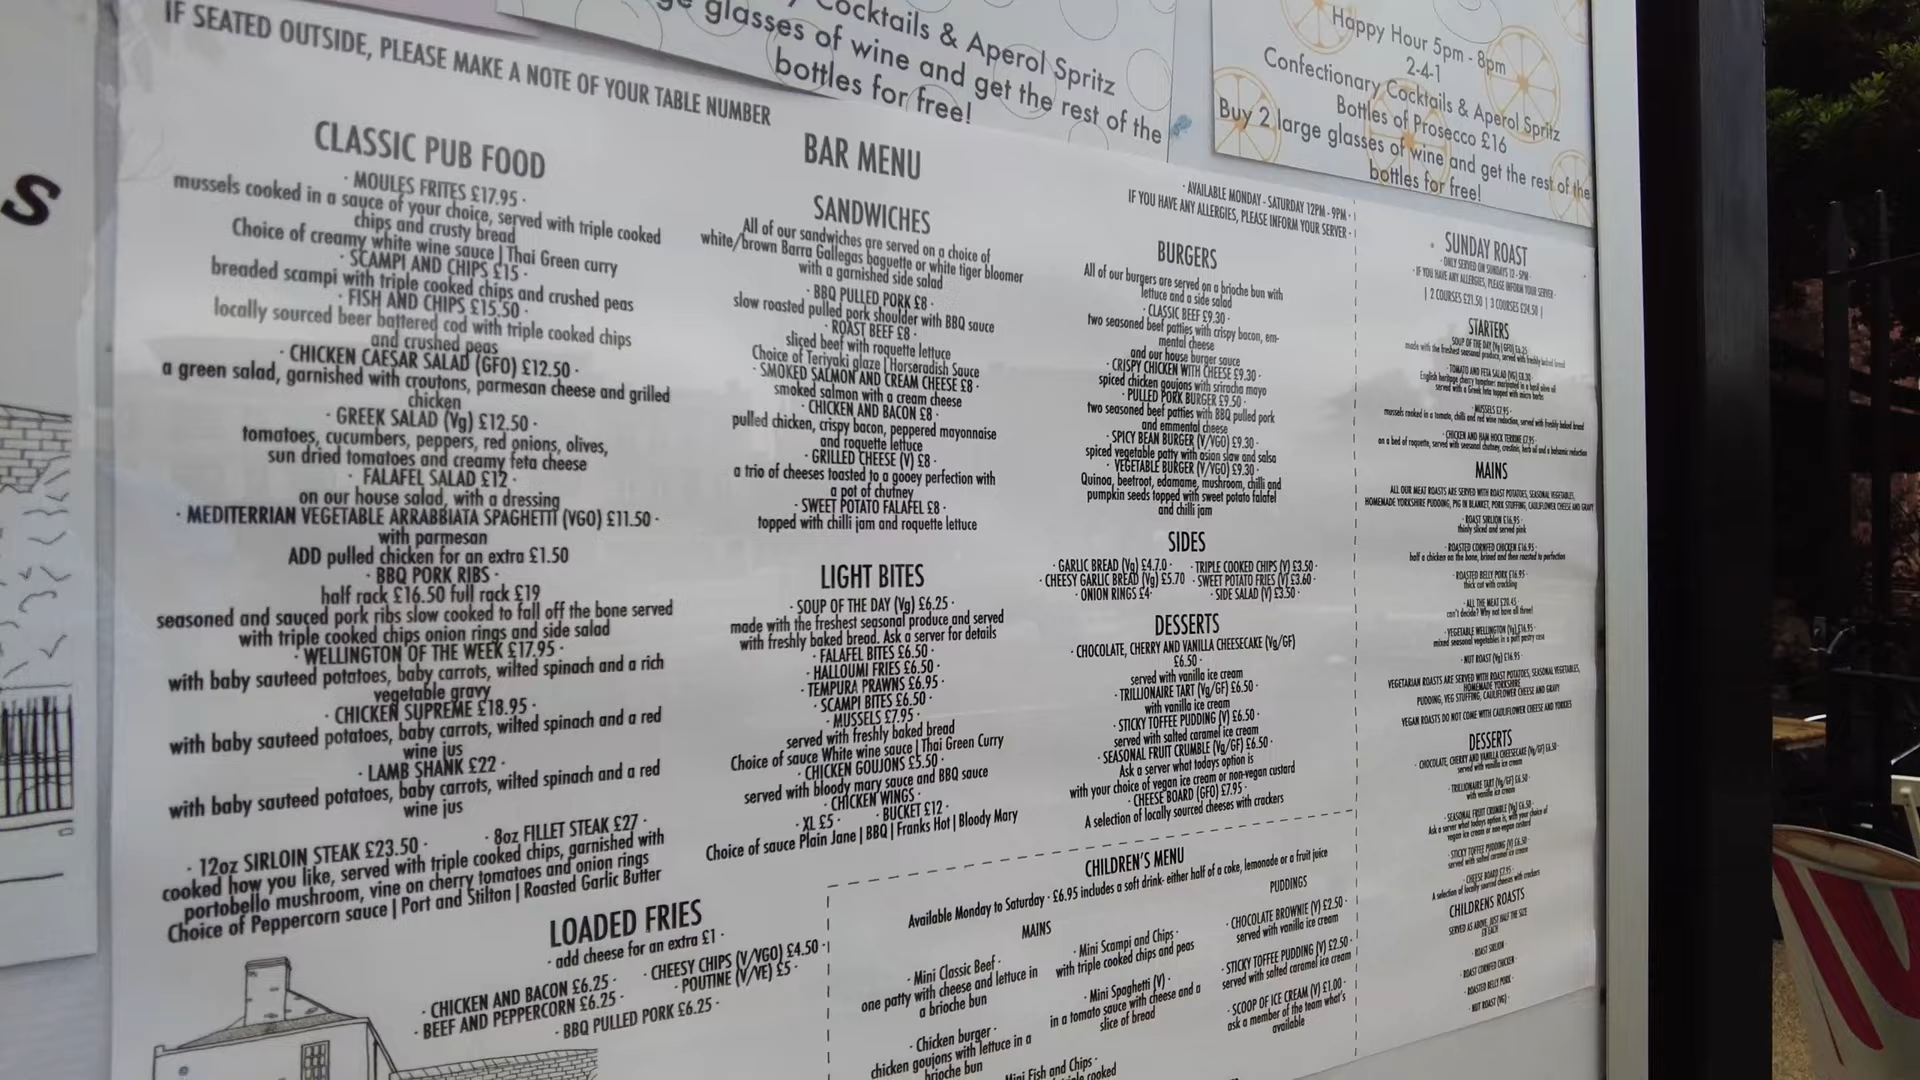 S
Cocktails & Aperol Spritz
glasses of wine and get the rest of the
bottles for free!
Happy Hour 5pm - 8pm
2-4-1
Confectionary Cocktails & Aperol Spritz
Bottles of Prosecco £16
Buy 2 large glasses of wine and get the rest of the
bottles for free!
IF SEATED OUTSIDE, PLEASE MAKE A NOTE OF YOUR TABLE NUMBER
CLASSIC PUB FOOD
· MOULES FRITES £17.95 ·
mussels cooked in a sauce of your choice, served with triple cooked
chips and crusty bread
Choice of creamy white wine sauce | Thai Green curry
· SCAMPI AND CHIPS £15 ·
breaded scampi with triple cooked chips and crushed peas
· FISH AND CHIPS £15.50 ·
locally sourced beer battered cod with triple cooked chips
and crushed peas
· CHICKEN CAESAR SALAD (GFO) £12.50 ·
a green salad, garnished with croutons, parmesan cheese and grilled
chicken
· GREEK SALAD (Vg) £12.50 ·
tomatoes, cucumbers, peppers, red onions, olives,
sun dried tomatoes and creamy feta cheese
· FALAFEL SALAD £12 ·
on our house salad, with a dressing
· MEDITERRIAN VEGETABLE ARRABBIATA SPAGHETTI (VGO) £11.50 ·
with parmesan
ADD pulled chicken for an extra £1.50
· BBQ PORK RIBS ·
half rack £16.50 full rack £19
seasoned and sauced pork ribs slow cooked to fall off the bone served
with triple cooked chips onion rings and side salad
· WELLINGTON OF THE WEEK £17.95 ·
with baby sauteed potatoes, baby carrots, wilted spinach and a rich
vegetable gravy
· CHICKEN SUPREME £18.95 ·
with baby sauteed potatoes, baby carrots, wilted spinach and a red
wine jus
· LAMB SHANK £22 ·
with baby sauteed potatoes, baby carrots, wilted spinach and a red
wine jus
· 12oz SIRLOIN STEAK £23.50 · · 8oz FILLET STEAK £27 ·
cooked how you like, served with triple cooked chips, garnished with
portobello mushroom, vine on cherry tomatoes and onion rings
Choice of Peppercorn sauce | Port and Stilton | Roasted Garlic Butter
LOADED FRIES
· add cheese for an extra £1 ·
· CHICKEN AND BACON £6.25 · · CHEESY CHIPS (V/VGO) £4.50 ·
· BEEF AND PEPPERCORN £6.25 · · POUTINE (V/VE) £5 ·
· BBQ PULLED PORK £6.25 ·
BAR MENU
SANDWICHES
All of our sandwiches are served on a choice of
white/brown Barra Gallegas baguette or white tiger bloomer
with a garnished side salad
· BBQ PULLED PORK £8 ·
slow roasted pulled pork shoulder with BBQ sauce
· ROAST BEEF £8 ·
sliced beef with roquette lettuce
Choice of Teriyaki glaze | Horseradish Sauce
· SMOKED SALMON AND CREAM CHEESE £8 ·
smoked salmon with a cream cheese
· CHICKEN AND BACON £8 ·
pulled chicken, crispy bacon, peppered mayonnaise
and roquette lettuce
· GRILLED CHEESE (V) £8 ·
a trio of cheeses toasted to a gooey perfection with
a pot of chutney
· SWEET POTATO FALAFEL £8 ·
topped with chilli jam and roquette lettuce
LIGHT BITES
· SOUP OF THE DAY (Vg) £6.25 ·
made with the freshest seasonal produce and served
with freshly baked bread. Ask a server for details
· FALAFEL BITES £6.50 ·
· HALLOUMI FRIES £6.50 ·
· TEMPURA PRAWNS £6.95 ·
· SCAMPI BITES £6.50 ·
· MUSSELS £7.95 ·
served with freshly baked bread
Choice of sauce White wine sauce | Thai Green Curry
· CHICKEN GOUJONS £5.50 ·
served with bloody mary sauce and BBQ sauce
· CHICKEN WINGS ·
· XL £5 · · BUCKET £12 ·
Choice of sauce Plain Jane | BBQ | Franks Hot | Bloody Mary
· AVAILABLE MONDAY - SATURDAY 12PM - 9PM ·
IF YOU HAVE ANY ALLERGIES, PLEASE INFORM YOUR SERVER ·
BURGERS
All of our burgers are served on a brioche bun with
lettuce and a side salad
· CLASSIC BEEF £9.30 ·
two seasoned beef patties with crispy bacon, em-
mental cheese
and our house burger sauce
· CRISPY CHICKEN WITH CHEESE £9.30 ·
spiced chicken goujons with sriracha mayo
· PULLED PORK BURGER £9.50 ·
two seasoned beef patties with BBQ pulled pork
and emmental cheese
· SPICY BEAN BURGER (V/VGO) £9.30 ·
spiced vegetable patty with asian slaw and salsa
· VEGETABLE BURGER (V/VGO) £9.30 ·
Quinoa, beetroot, edamame, mushroom, chilli and
pumpkin seeds topped with sweet potato falafel
and chilli jam
SIDES
· GARLIC BREAD (Vg) £4.70 · · TRIPLE COOKED CHIPS (V) £3.50 ·
· CHEESY GARLIC BREAD (Vg) £5.70 · SWEET POTATO FRIES (V) £3.60 ·
· ONION RINGS £4· · SIDE SALAD (V) £3.50 ·
DESSERTS
· CHOCOLATE, CHERRY AND VANILLA CHEESECAKE (Vg/GF)
£6.50 ·
served with vanilla ice cream
· TRILLIONAIRE TART (Vg/GF) £6.50 ·
with vanilla ice cream
· STICKY TOFFEE PUDDING (V) £6.50 ·
served with salted caramel ice cream
· SEASONAL FRUIT CRUMBLE (Vg/GF) £6.50 ·
Ask a server what todays option is
with your choice of vegan ice cream or non-vegan custard
· CHEESE BOARD (GFO) £7.95 ·
A selection of locally sourced cheeses with crackers
CHILDREN'S MENU
Available Monday to Saturday - £6.95 includes a soft drink- either half of a coke, lemonade or a fruit juice
MAINS
· Mini Classic Beef ·
one patty with cheese and lettuce in
a brioche bun
· Chicken burger ·
chicken goujons with lettuce in a
brioche bun
· Mini Scampi and Chips ·
with triple cooked chips and peas
· Mini Spaghetti (V) ·
in a tomato sauce with cheese and a
slice of bread
Mini Fish and Chips ·
cooked
PUDDINGS
· CHOCOLATE BROWNIE (V) £2.50 ·
served with vanilla ice cream
· STICKY TOFFEE PUDDING (V) £2.50 ·
served with salted caramel ice cream
· SCOOP OF ICE CREAM (V) £1.00 ·
ask a member of the team what's
available
SUNDAY ROAST
· ONLY SERVED ON SUNDAYS 12 - 5PM ·
· IF YOU HAVE ANY ALLERGIES, PLEASE INFORM YOUR SERVER ·
| 2 COURSES £21.50 | 3 COURSES £24.50 |
STARTERS
SOUP OF THE DAY (Vg) (GFO) £6.25
made with the freshest seasonal produce, served with freshly baked bread
· TOMATO AND FETA SALAD (VG)
English heritage cherry tomatoes marinated in a basil olive oil
served with a Greek feta topped with micro herbs
· MUSSELS £7.95 ·
mussels cooked in a tomato, chilli and red wine reduction, served with freshly baked bread
· CHICKEN AND HAM HOCK TERRINE £7.95 ·
on a bed of roquette, served with seasonal chutney, crostini, herb oil and a balsamic reduction
MAINS
ALL OUR MEAT ROASTS ARE SERVED WITH ROAST POTATOES, SEASONAL VEGETABLES,
HOMEMADE YORKSHIRE PUDDING, PIG IN BLANKET, PORK STUFFING, CAULIFLOWER CHEESE AND GRAVY
· ROAST SIRLION £16.95 ·
thinly sliced and served pink
· ROASTED CORNFED CHICKEN £16.95 ·
half a chicken on the bone, brined and then roasted to perfection
· ROASTED BELLY PORK £16.95 ·
thick cut with crackling
· ALL THE MEAT £20.45 ·
can't decide? Why not have all three!
· VEGETABLE WELLINGTON (Vg) £16.95 ·
mixed seasonal vegetables in a puff pastry case
· NUT ROAST (Vg) £16.95 ·
VEGETARIAN ROASTS ARE SERVED WITH ROAST POTATOES, SEASONAL VEGETABLES,
HOMEMADE YORKSHIRE
PUDDING, VEG STUFFING, CAULIFLOWER CHEESE AND GRAVY
VEGAN ROASTS DO NOT COME WITH CAULIFLOWER CHEESE AND YORKIES
DESSERTS
· CHOCOLATE, CHERRY AND VANILLA CHEESECAKE (Vg/GF) £6.50 ·
served with vanilla ice cream
· TRILLIONAIRE TART (Vg/GF) £6.50 ·
with vanilla ice cream
· SEASONAL FRUIT CRUMBLE (Vg/GF) £6.50 ·
Ask a server what todays option is, with your choice of
vegan ice cream or non-vegan custard
· STICKY TOFFEE PUDDING (V) £6.50 ·
served with salted caramel ice cream
· CHEESE BOARD £7.95 ·
A selection of locally sourced cheeses with crackers
CHILDRENS ROASTS
SERVED AS ABOVE, JUST HALF THE SIZE
EACH
· ROAST SIRLION ·
· ROAST CORNFED CHICKEN ·
· ROASTED BELLY PORK ·
· NUT ROAST (VG) ·